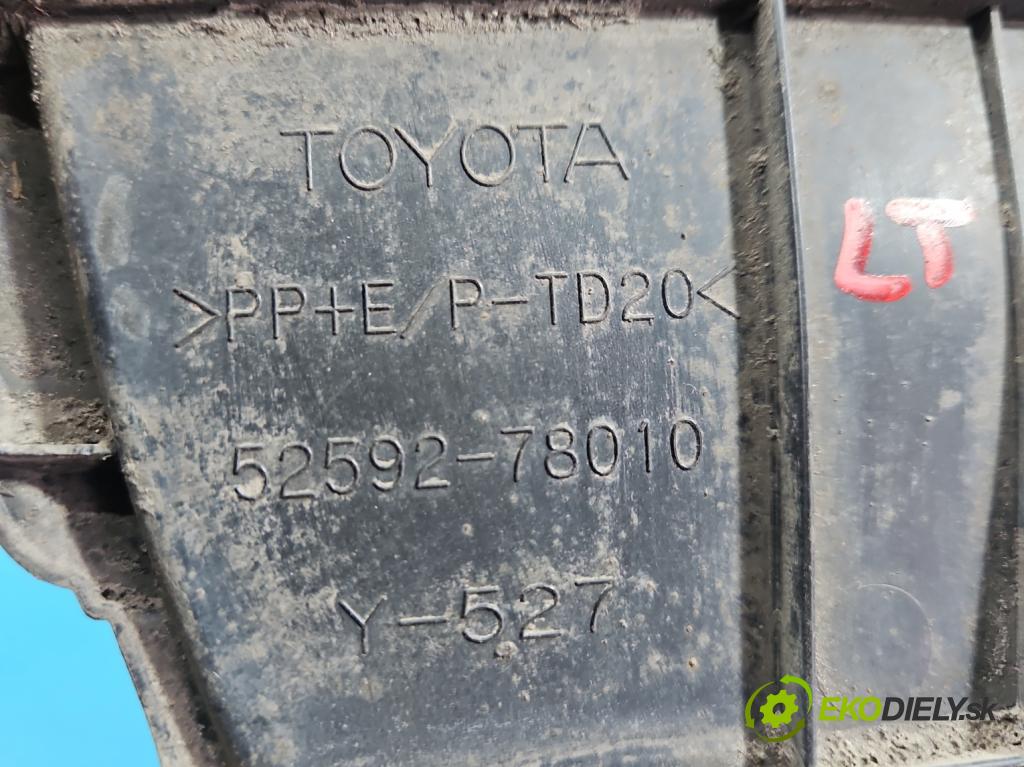 TOYOTA
LT
>PP+E/P-TD20<
52592-78010
Y-527
EKODIELY.sk